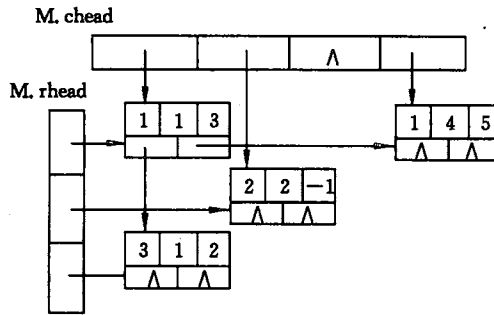 M. chead
∧
M. rhead
1 1 3
1 4 5
∧ ∧
2 2 -1
∧ ∧
3 1 2
∧ ∧